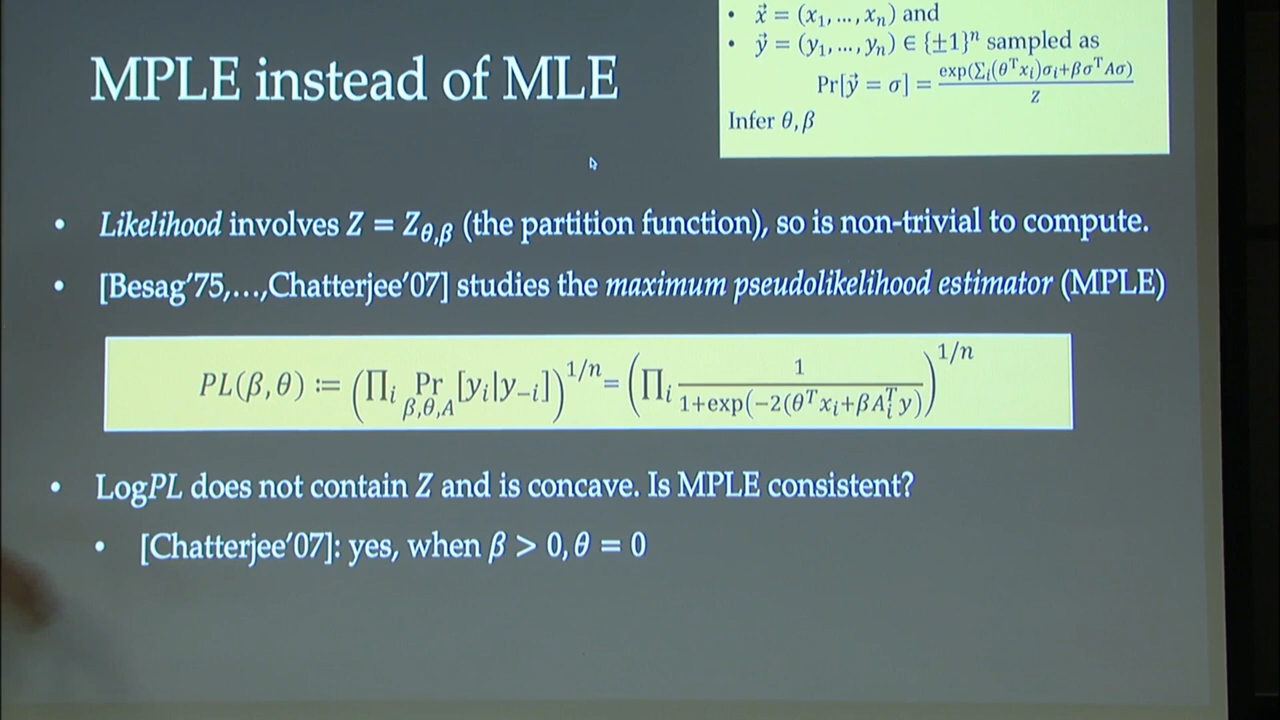 MPLE instead of MLE
• x⃗ = (x₁, …, xₙ) and
• y⃗ = (y₁, …, yₙ) ∈ {±1}ⁿ sampled as
Pr[y⃗ = σ] = exp(Σᵢ(θᵀxᵢ)σᵢ+βσᵀAσ) / Z
Infer θ, β
• Likelihood involves Z = Z_{θ,β} (the partition function), so is non-trivial to compute.
• [Besag’75,…,Chatterjee’07] studies the maximum pseudolikelihood estimator (MPLE)
PL(β, θ) ≔ (∏ᵢ Pr_{β,θ,A} [yᵢ|y₋ᵢ])^{1/n} = (∏ᵢ 1 / 1+exp(−2(θᵀxᵢ+βAᵢᵀy)))^{1/n}
• LogPL does not contain Z and is concave. Is MPLE consistent?
• [Chatterjee’07]: yes, when β > 0, θ = 0